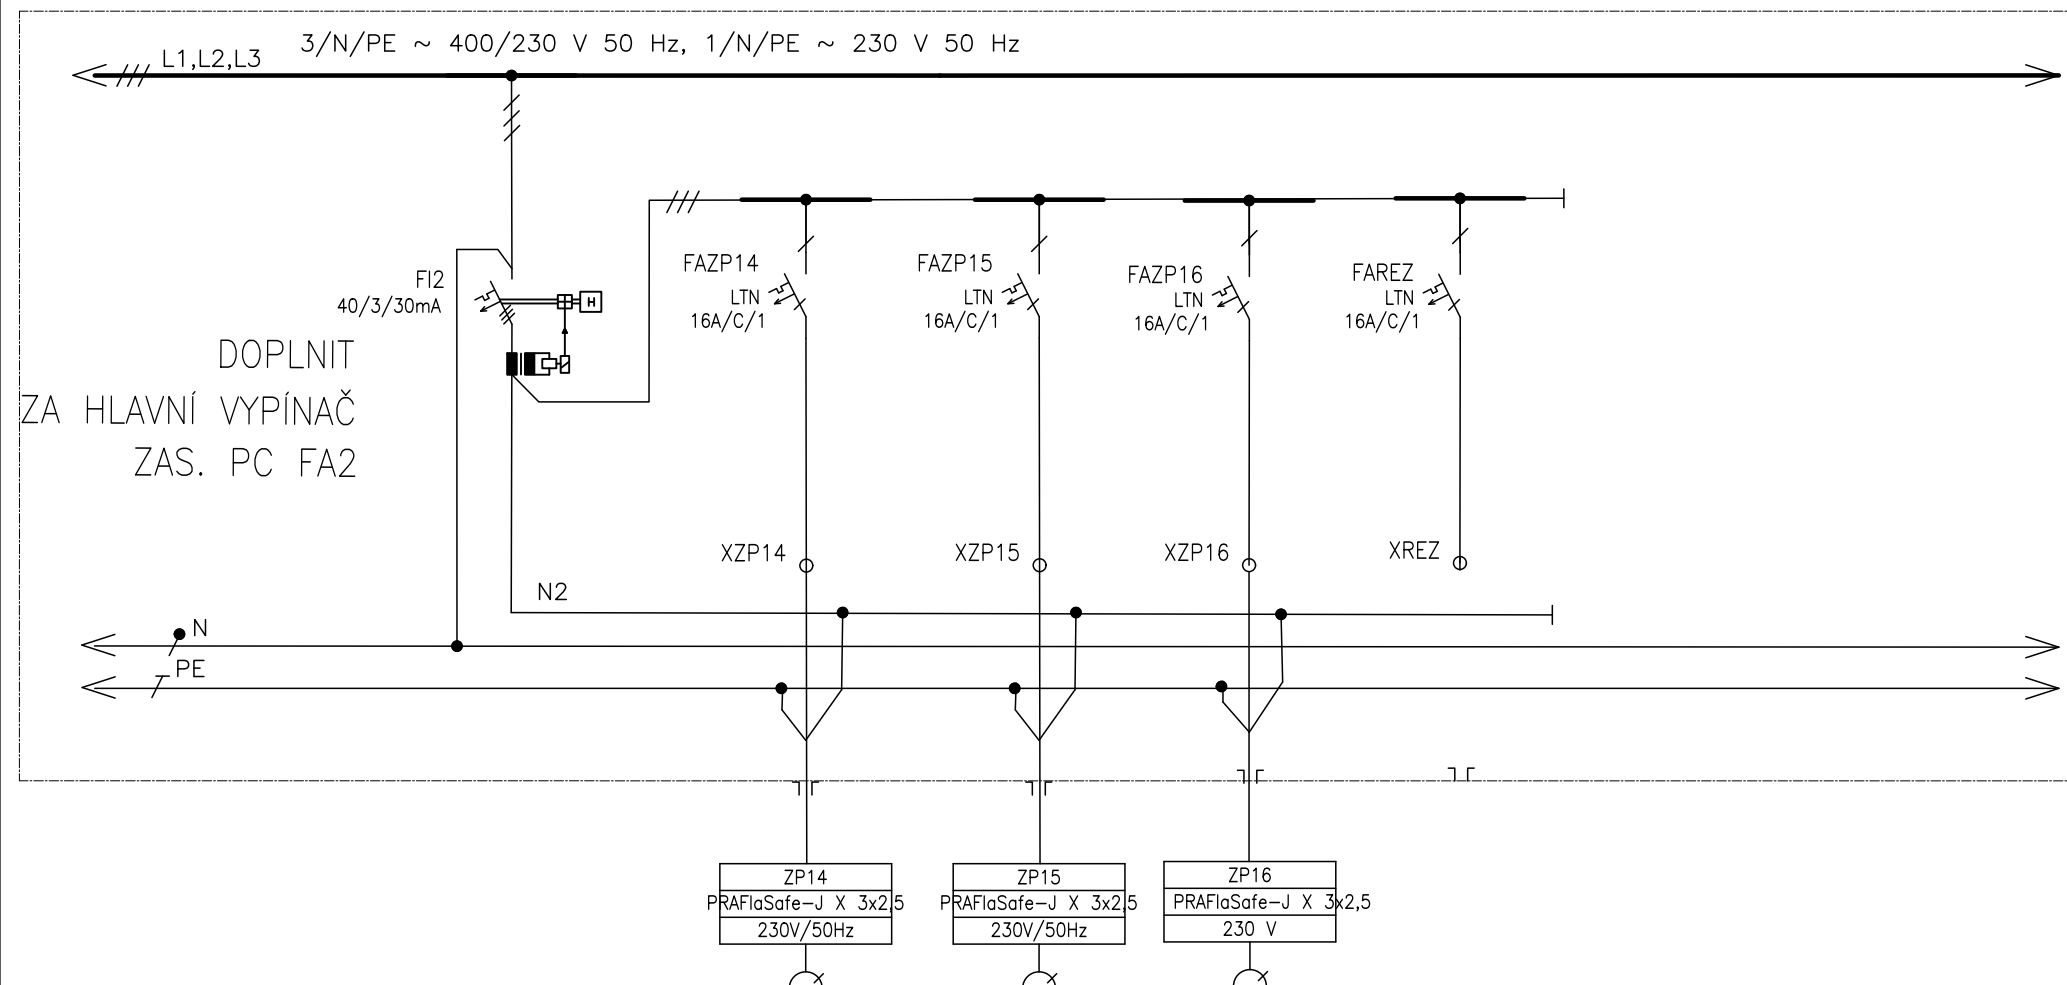 3/N/PE ~ 400/230 V 50 Hz, 1/N/PE ~ 230 V 50 Hz
L1,L2,L3
FI2
40/3/30mA
H
DOPLNIT
ZA HLAVNÍ VYPÍNAČ
ZAS. PC FA2
FAZP14
LTN
16A/C/1
FAZP15
LTN
16A/C/1
FAZP16
LTN
16A/C/1
FAREZ
LTN
16A/C/1
XZP14
XZP15
XZP16
XREZ
N2
N
PE
ZP14
PRAFlaSafe-J X 3x2,5
230V/50Hz
ZP15
PRAFlaSafe-J X 3x2,5
230V/50Hz
ZP16
PRAFlaSafe-J X 3x2,5
230 V